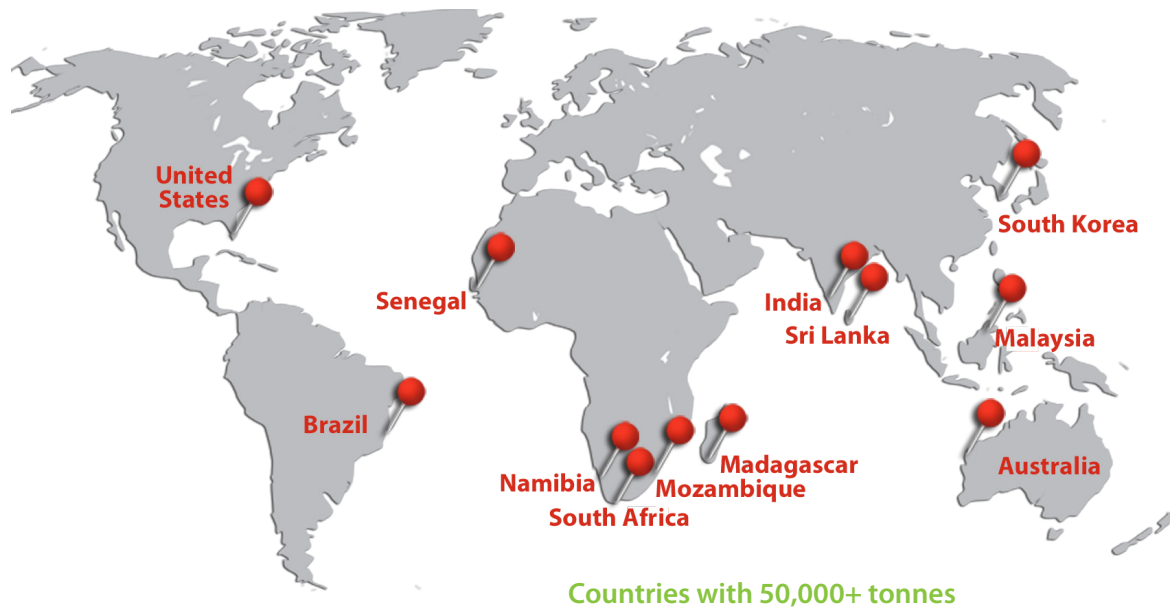 United
States
South Korea
Senegal
India
Sri Lanka
Malaysia
Brazil
Madagascar
Australia
Namibia
Mozambique
South Africa
Countries with 50,000+ tonnes